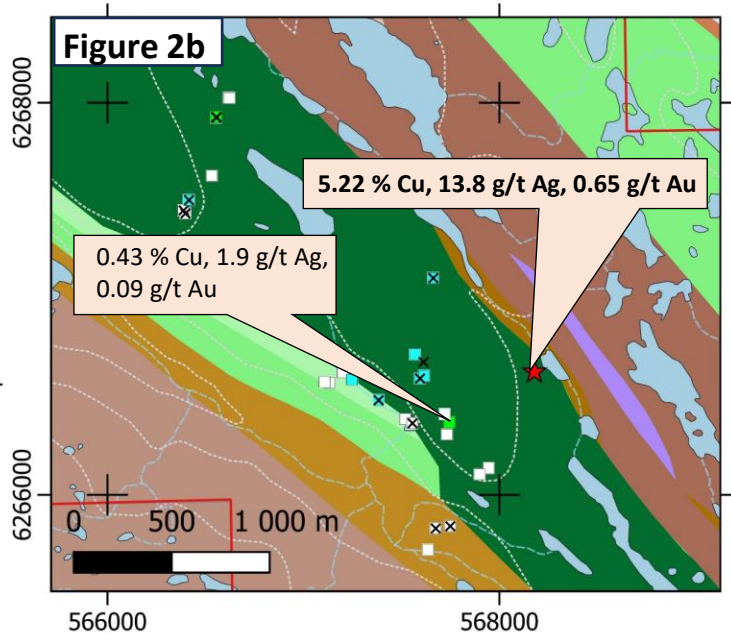 Figure 2b
6268000
5.22 % Cu, 13.8 g/t Ag, 0.65 g/t Au
0.43 % Cu, 1.9 g/t Ag,
0.09 g/t Au
6266000
0 500 1 000 m
566000 568000